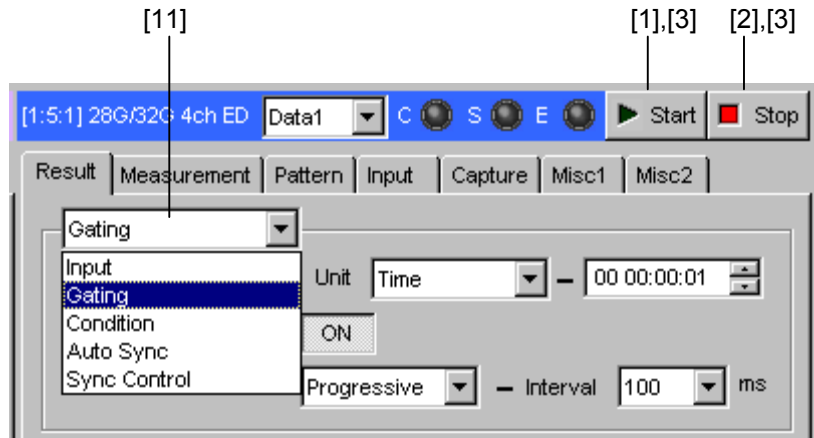 [11] [1],[3] [2],[3]
[1:5:1] 28G/32G 4ch ED Data1 C S E Start Stop
Result Measurement Pattern Input Capture Misc1 Misc2
Gating
Input Unit Time – 00 00:00:01
Gating
Condition ON
Auto Sync
Sync Control Progressive – Interval 100 ms